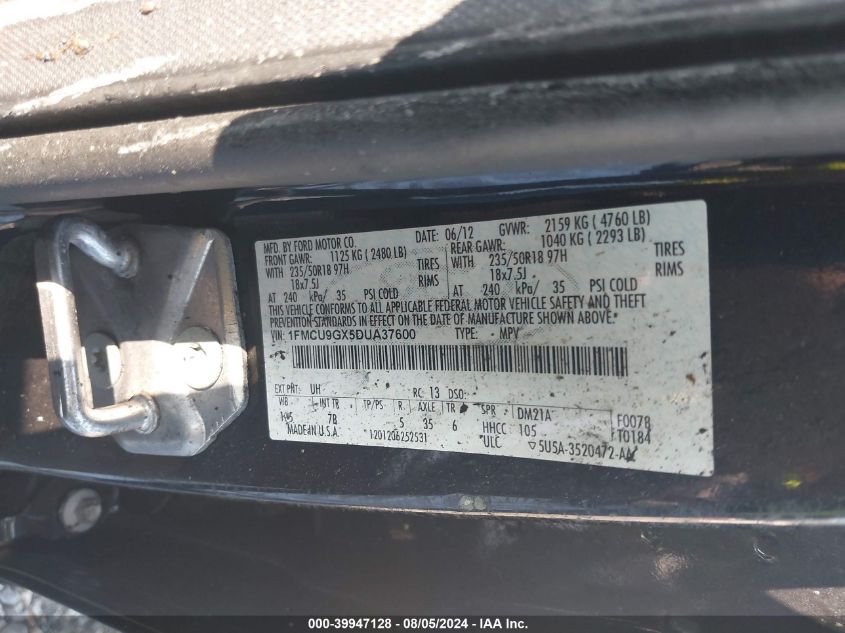 MFD. BY FORD MOTOR CO. DATE: 06/12 GVWR: 2159 KG ( 4760 LB)
FRONT GAWR: 1125 KG ( 2480 LB) REAR GAWR: 1040 KG ( 2293 LB)
WITH 235/50R18 97H TIRES WITH 235/50R18 97H TIRES
18x7.5J RIMS 18x7.5J RIMS
AT 240 kPa/ 35 PSI COLD AT 240 kPa/ 35 PSI COLD
THIS VEHICLE CONFORMS TO ALL APPLICABLE FEDERAL MOTOR VEHICLE SAFETY AND THEFT
PREVENTION STANDARDS IN EFFECT ON THE DATE OF MANUFACTURE SHOWN ABOVE.
VIN: 1FMCU9GX5DUA37600 TYPE: MPV
EXT PNT: UH RC: 13 DSO:
WB INT TR TP/PS R AXLE TR SPR DM21A F0078
7B 5 35 6 HHCC 105 T0184
MADE IN U.S.A. 1201206252531 ULC 5U5A-3520472-AA
000-39947128 - 08/05/2024 - IAA Inc.